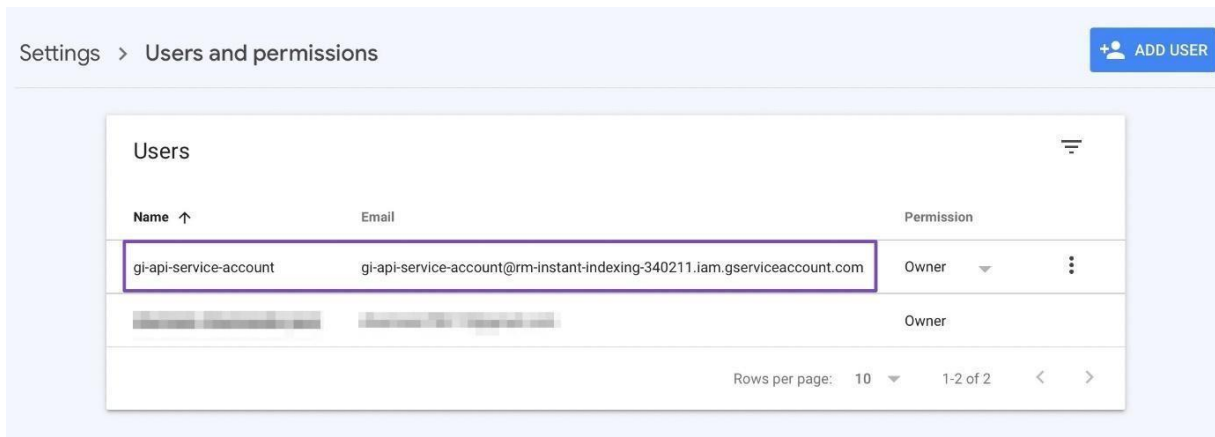 Settings > Users and permissions
ADD USER
Users
Name ↑ Email Permission
gi-api-service-account gi-api-service-account@rm-instant-indexing-340211.iam.gserviceaccount.com Owner
Owner
Rows per page: 10 1-2 of 2 < >